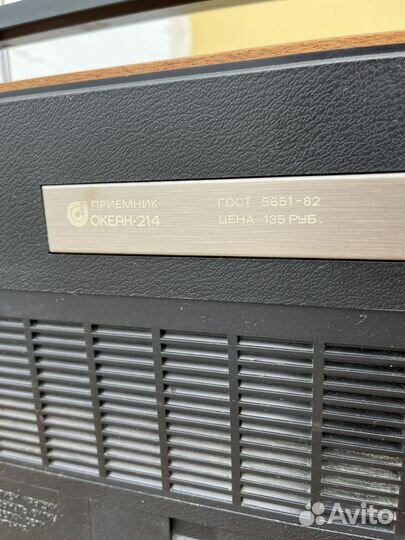 ПРИЕМНИК
ОКЕАН-214
ГОСТ 5651-82
ЦЕНА 135 РУБ.
Avito